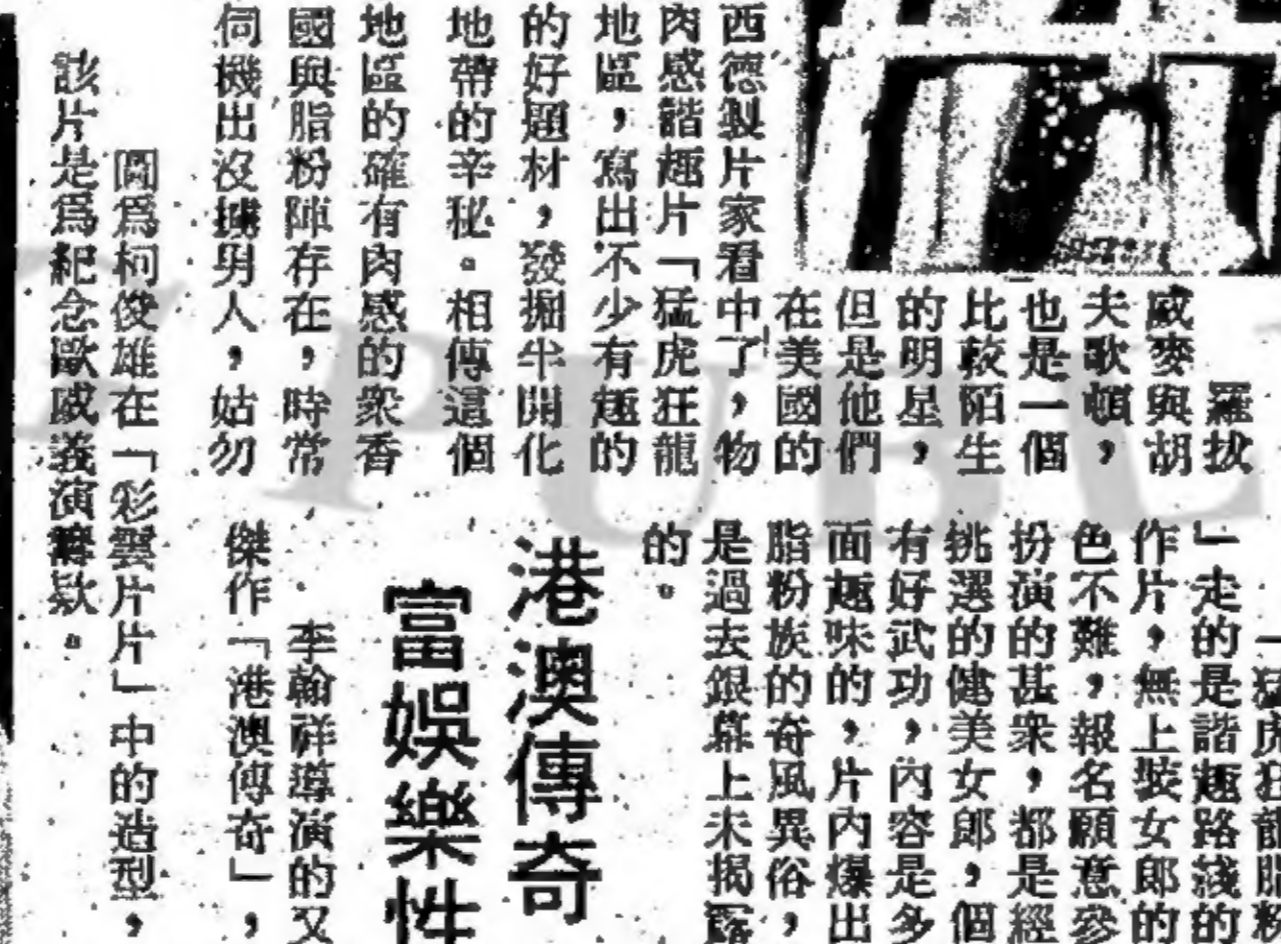 羅拔
威麥與胡
夫歌頓，
也是一個
比較陌生
的明星，
但是他們
在美國的
西德製片家看中了，物
肉感諧趣片「猛虎狂龍
地區，寫出不少有趣的
的好題材，發掘半開化
地帶的辛秘。相傳這個
地區的確有肉感的衆香
國與脂粉陣存在，時常
伺機出沒擄男人，姑勿
」走的是諧趣路綫的
作片，無上裝女郎的
色不難，報名願意參
扮演的甚衆，都是經
挑選的健美女郎，個
有好武功，內容是多
面趣味的，片內爆出
脂粉族的奇風異俗，
是過去銀幕上未揭露
的。
港澳傳奇
富娛樂性
李翰祥導演的又
傑作「港澳傳奇」，
圖爲柯俊雄在「彩雲片片」中的造型，
該片是爲紀念歐威義演籌欵。